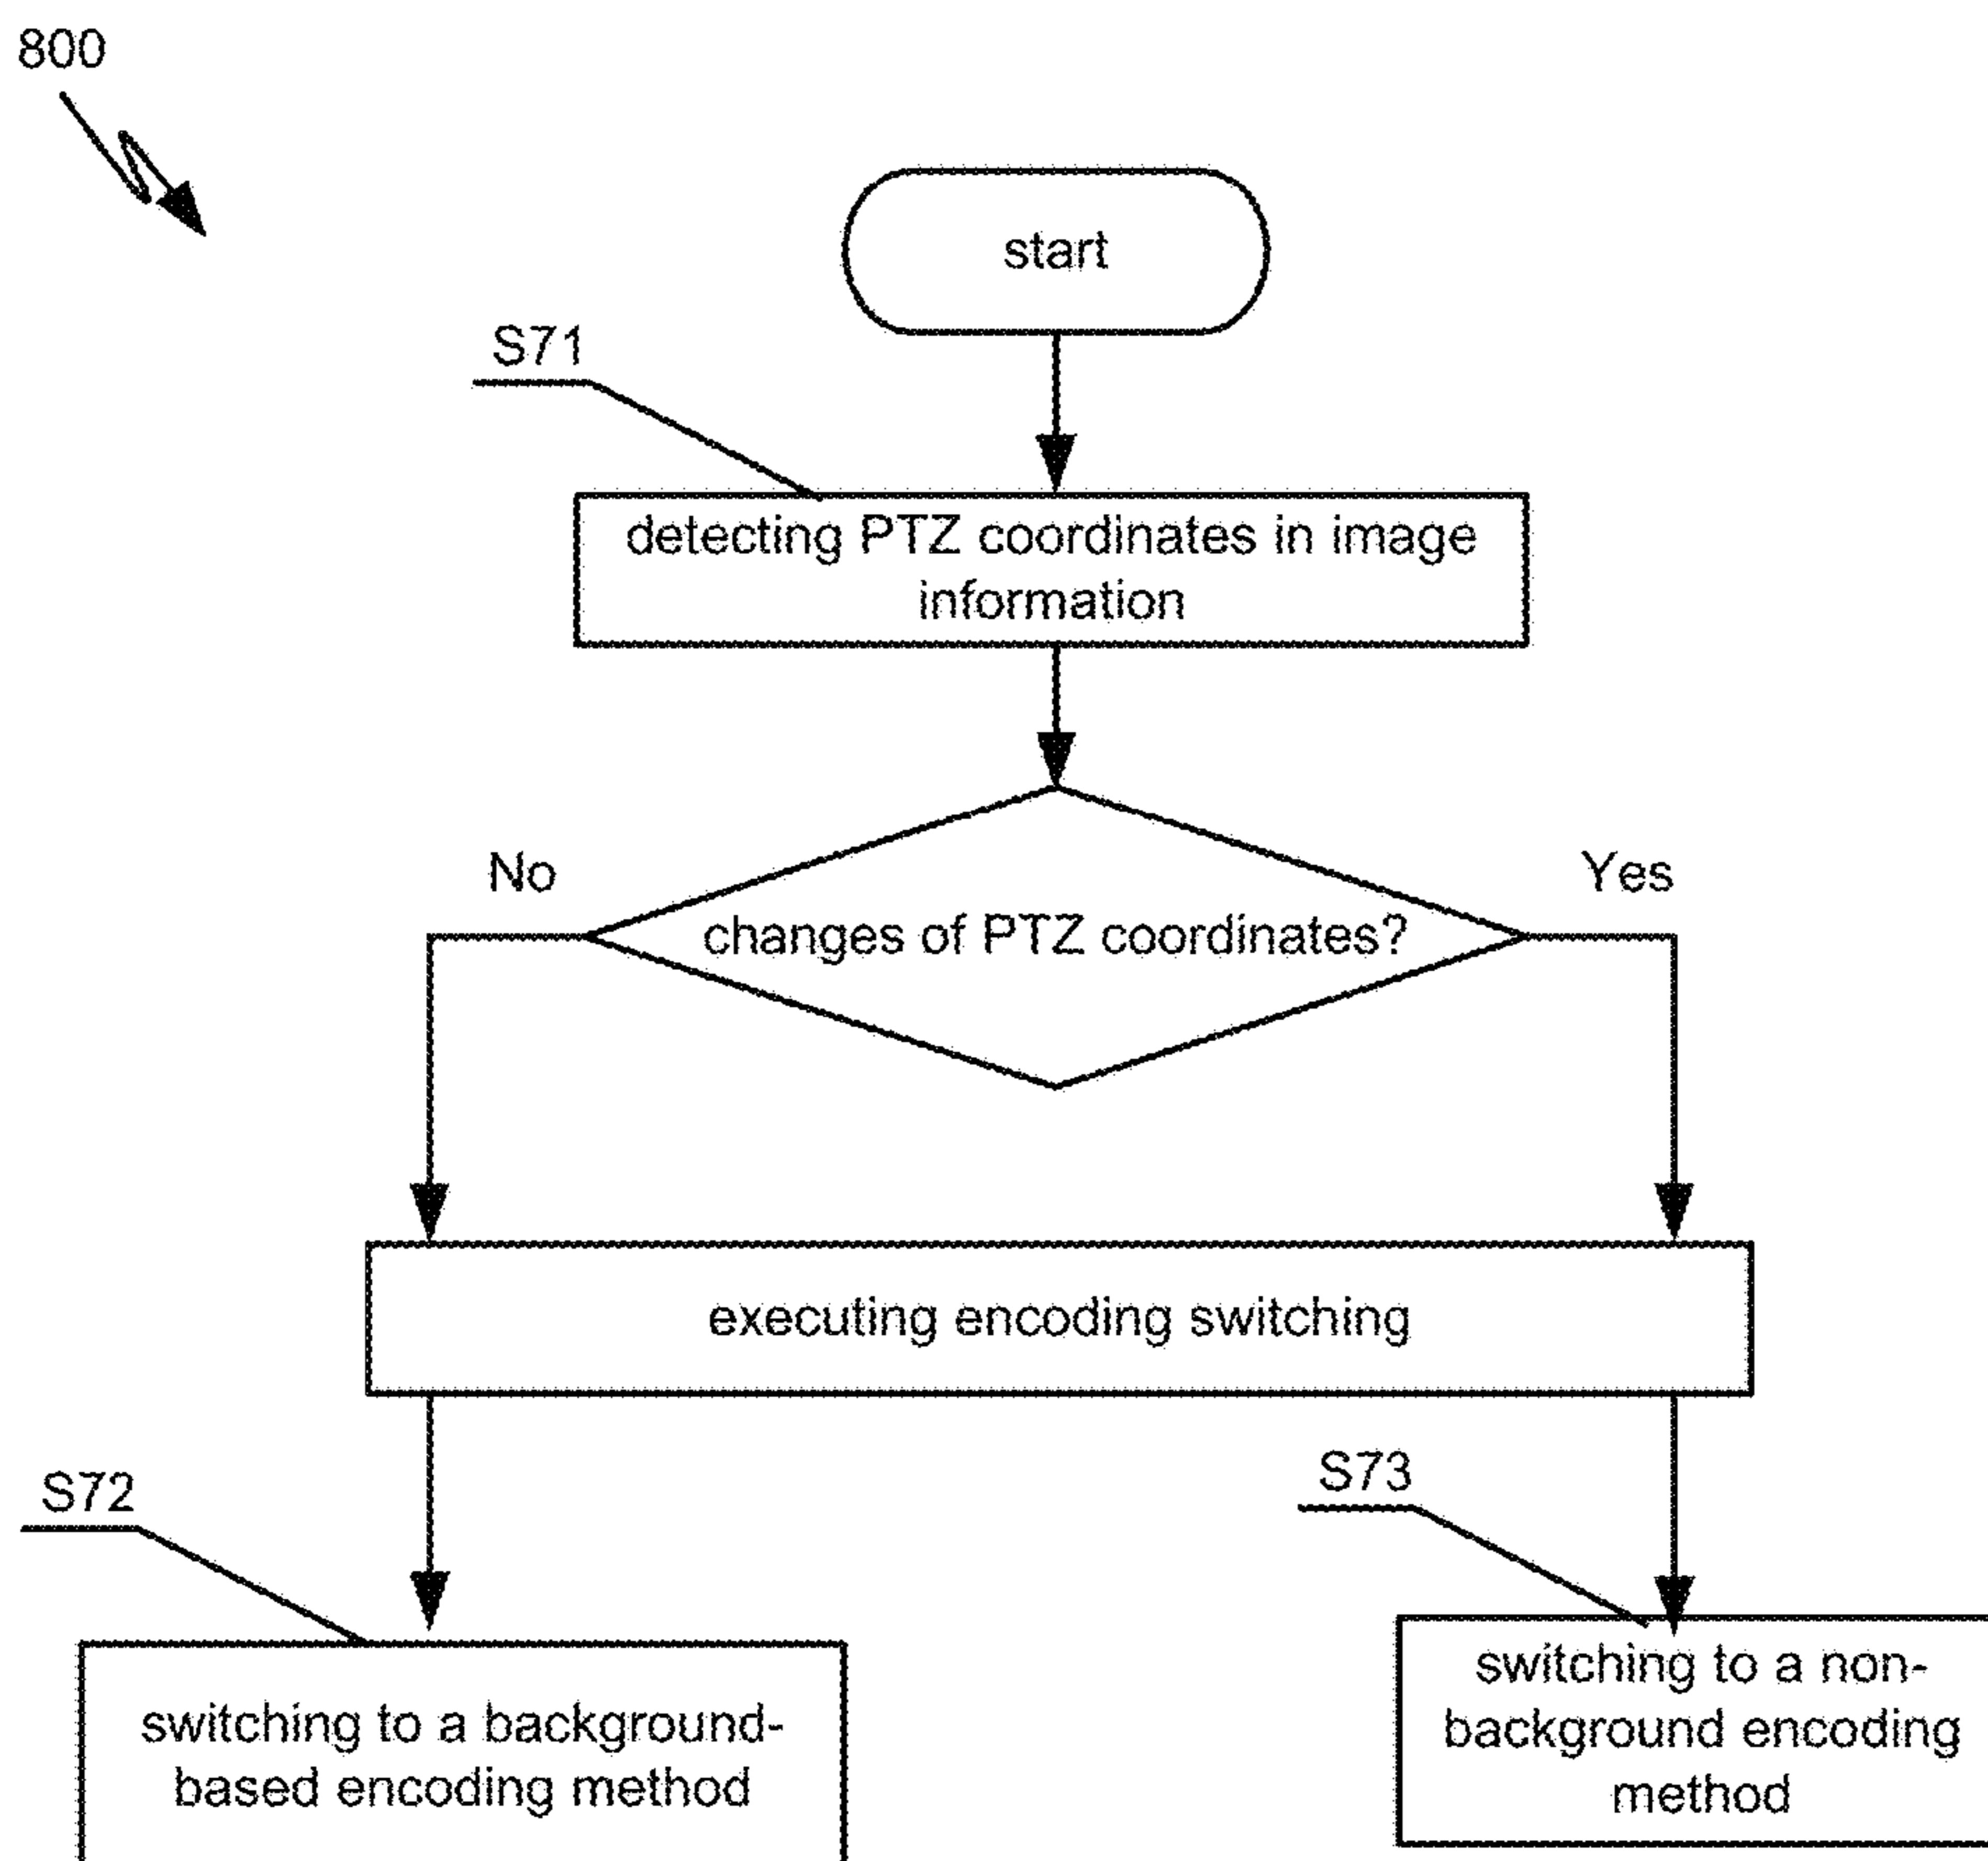 800
start
S71
detecting PTZ coordinates in image
information
No
Yes
changes of PTZ coordinates?
executing encoding switching
S72
S73
switching to a background-
based encoding method
switching to a non-
background encoding
method